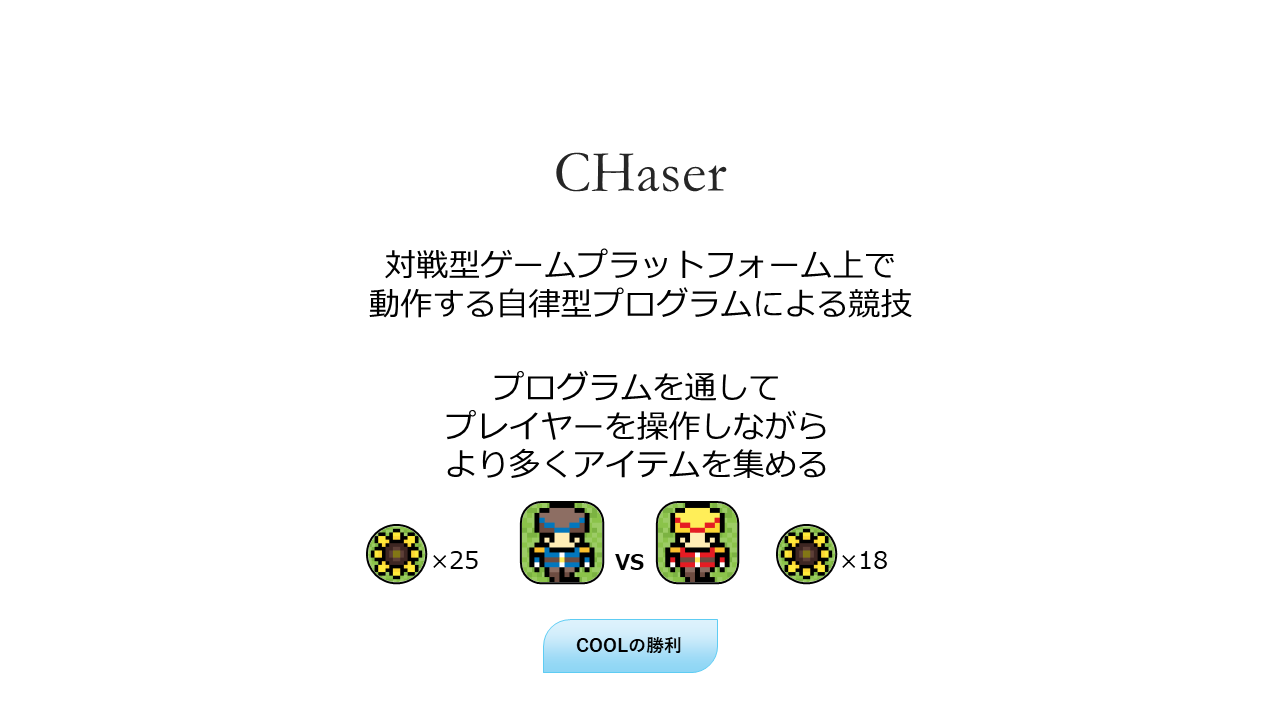 CHaser
対戦型ゲームプラットフォーム上で
動作する自律型プログラムによる競技
プログラムを通して
プレイヤーを操作しながら
より多くアイテムを集める
×25 VS ×18
COOLの勝利